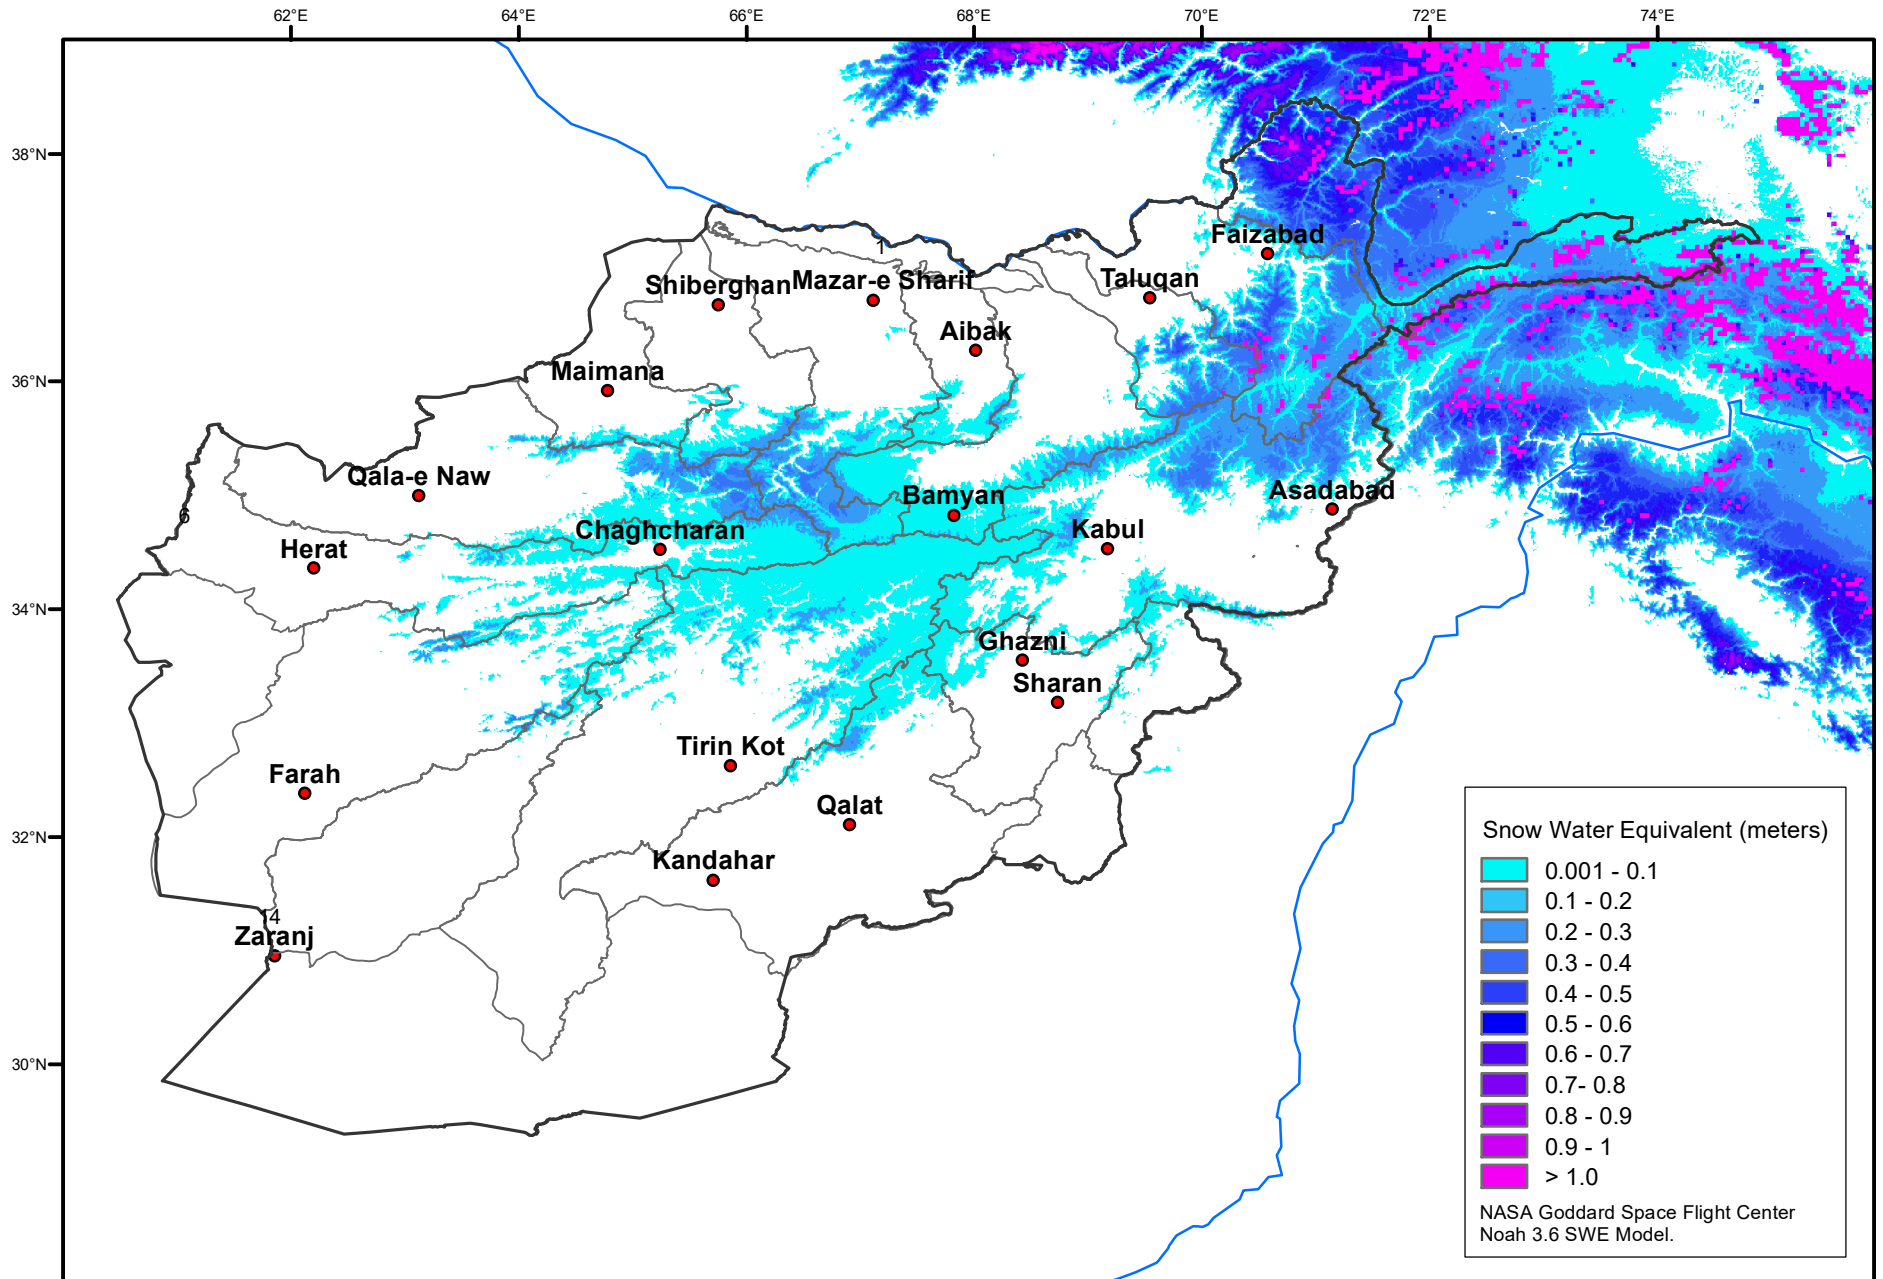 62°E 64°E 66°E 68°E 70°E 72°E 74°E
38°N
36°N
34°N
32°N
30°N
Faizabad
1
Shiberghan
Mazar-e Sharif
Taluqan
Aibak
Maimana
Qala-e Naw
Bamyan
Asadabad
6
Chaghcharan
Kabul
Herat
Ghazni
Sharan
Tirin Kot
Farah
Qalat
Kandahar
14
Zaranj
Snow Water Equivalent (meters)
0.001 - 0.1
0.1 - 0.2
0.2 - 0.3
0.3 - 0.4
0.4 - 0.5
0.5 - 0.6
0.6 - 0.7
0.7- 0.8
0.8 - 0.9
0.9 - 1
> 1.0
NASA Goddard Space Flight Center
Noah 3.6 SWE Model.